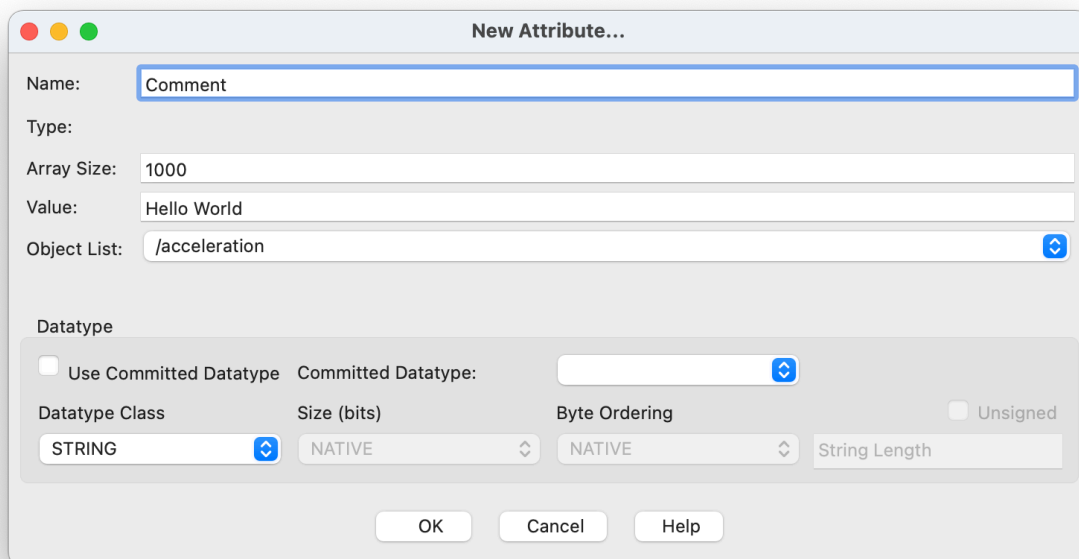 New Attribute...
Name: Comment
Type:
Array Size: 1000
Value: Hello World
Object List: /acceleration
Datatype
Use Committed Datatype Committed Datatype:
Datatype Class Size (bits) Byte Ordering Unsigned
STRING NATIVE NATIVE String Length
OK Cancel Help